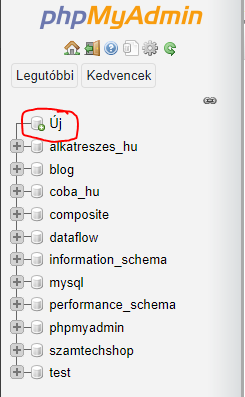 phpMyAdmin
Legutóbbi Kedvencek
Új
alkatreszes_hu
blog
coba_hu
composite
dataflow
information_schema
mysql
performance_schema
phpmyadmin
szamtechshop
test